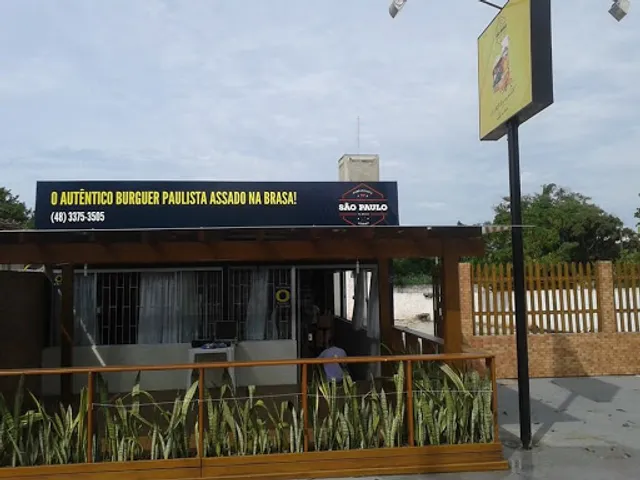 O AUTÊNTICO BURGUER PAULISTA ASSADO NA BRASA!
(48) 3375-3505
SÃO PAULO